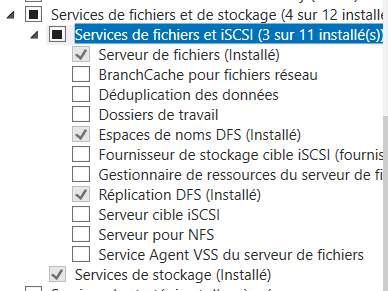 Services de fichiers et de stockage (4 sur 12 installé
Services de fichiers et iSCSI (3 sur 11 installé(s))
Serveur de fichiers (Installé)
BranchCache pour fichiers réseau
Déduplication des données
Dossiers de travail
Espaces de noms DFS (Installé)
Fournisseur de stockage cible iSCSI (fournis
Gestionnaire de ressources du serveur de fi
Réplication DFS (Installé)
Serveur cible iSCSI
Serveur pour NFS
Service Agent VSS du serveur de fichiers
Services de stockage (Installé)